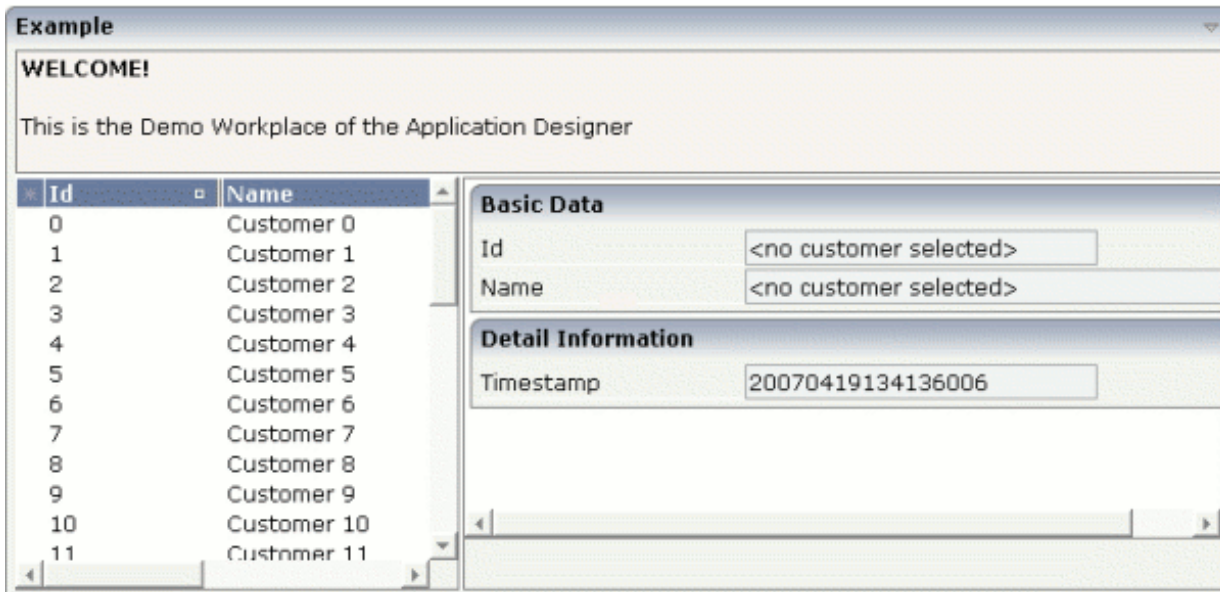 Example
WELCOME!
This is the Demo Workplace of the Application Designer
Id Name
0 Customer 0
1 Customer 1
2 Customer 2
3 Customer 3
4 Customer 4
5 Customer 5
6 Customer 6
7 Customer 7
8 Customer 8
9 Customer 9
10 Customer 10
11 Customer 11
Basic Data
Id <no customer selected>
Name <no customer selected>
Detail Information
Timestamp 20070419134136006